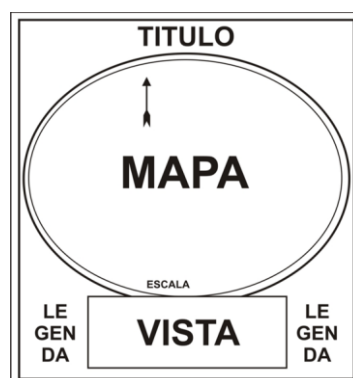 TITULO
MAPA
ESCALA
LE
GEN
DA
VISTA
LE
GEN
DA